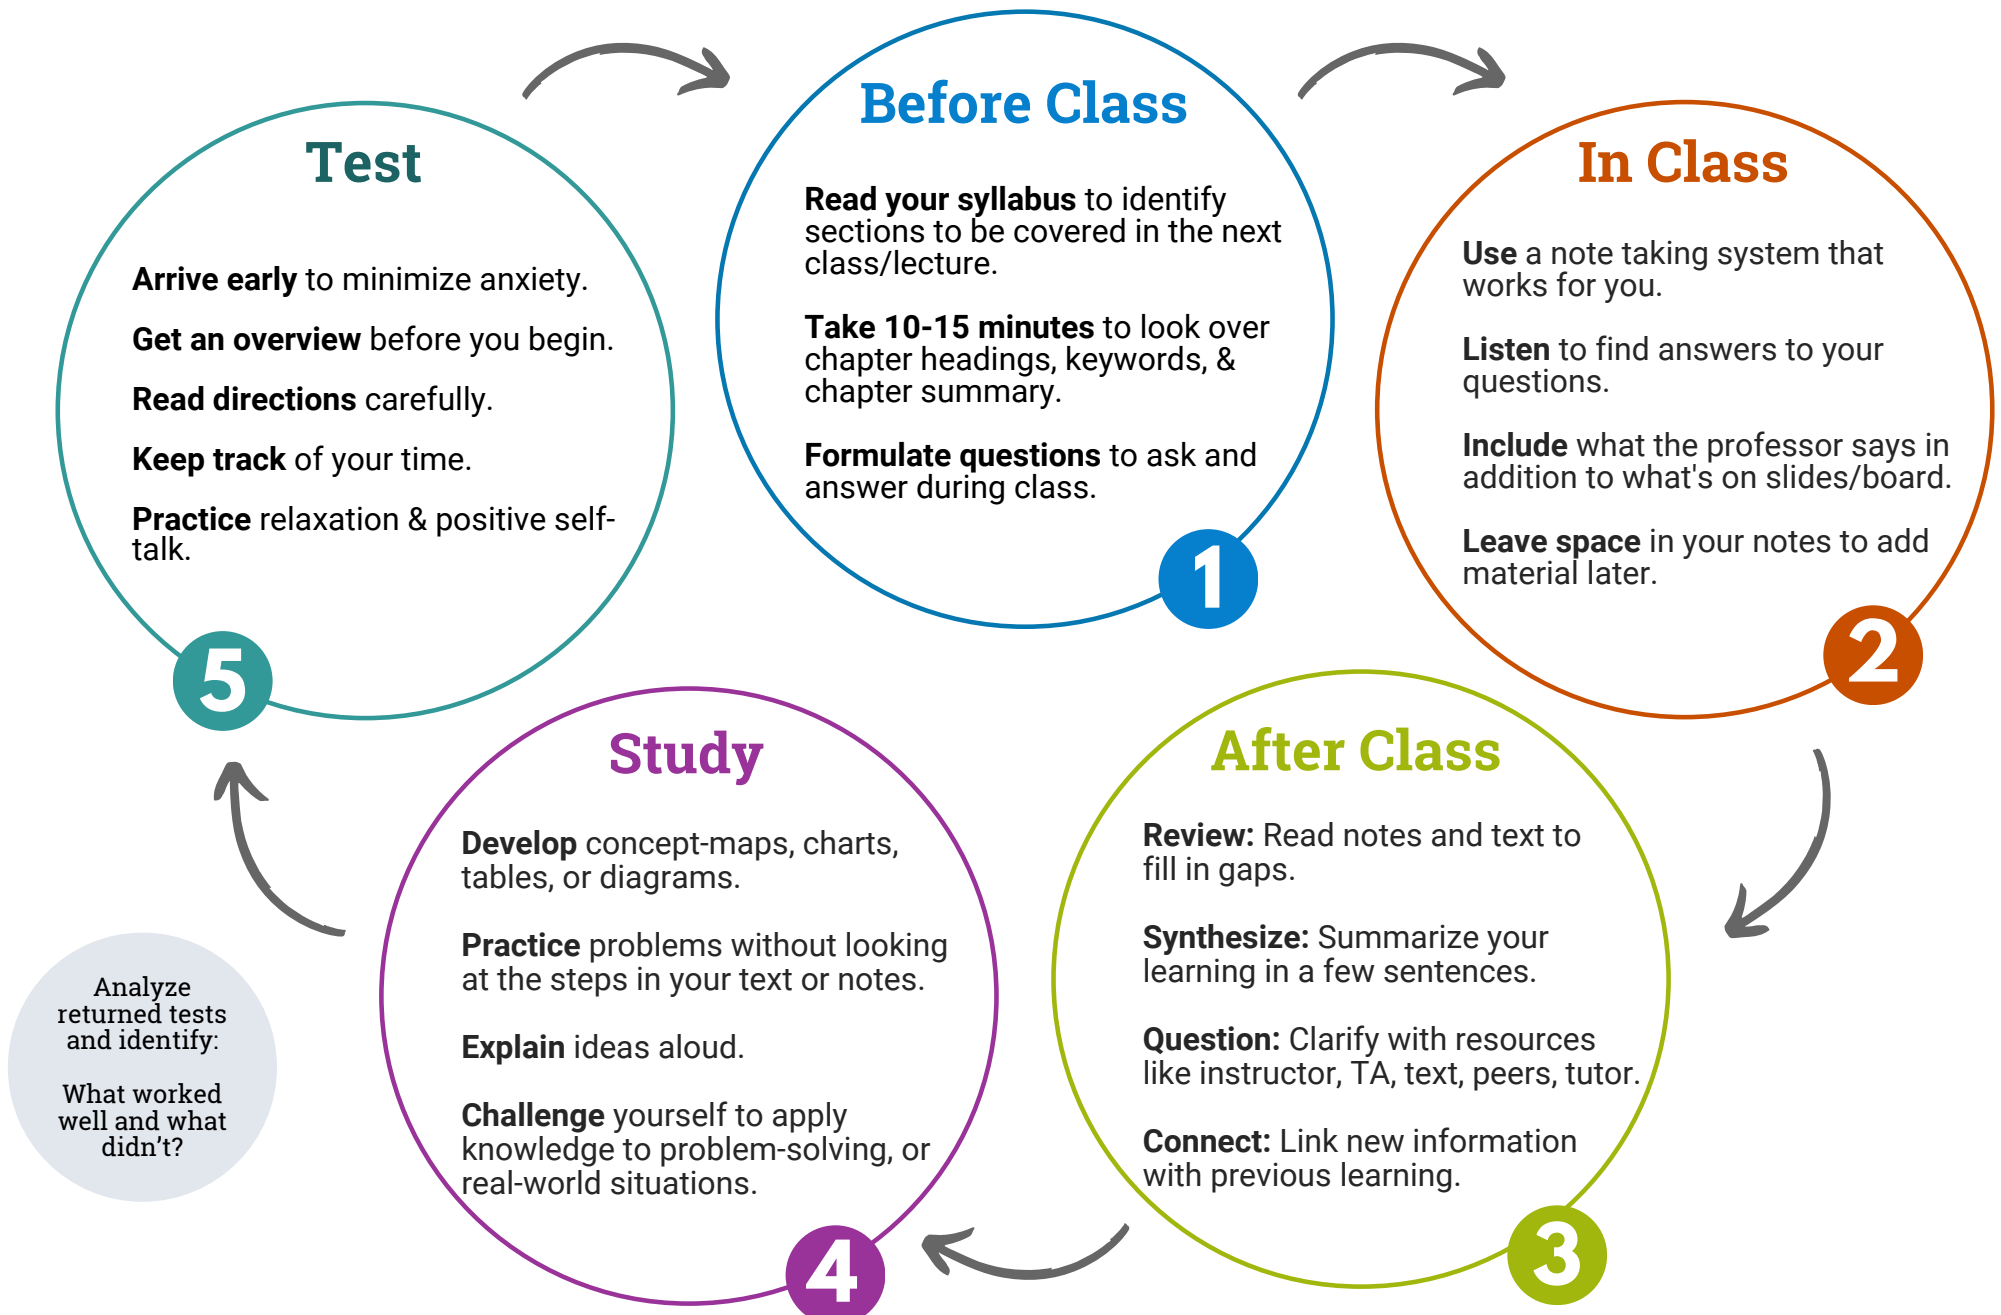 Before Class
Read your syllabus to identify
sections to be covered in the next
class/lecture.
Take 10-15 minutes to look over
chapter headings, keywords, &
chapter summary.
Formulate questions to ask and
answer during class.
1
In Class
Use a note taking system that
works for you.
Listen to find answers to your
questions.
Include what the professor says in
addition to what's on slides/board.
Leave space in your notes to add
material later.
2
After Class
Review: Read notes and text to
fill in gaps.
Synthesize: Summarize your
learning in a few sentences.
Question: Clarify with resources
like instructor, TA, text, peers, tutor.
Connect: Link new information
with previous learning.
3
Study
Develop concept-maps, charts,
tables, or diagrams.
Practice problems without looking
at the steps in your text or notes.
Explain ideas aloud.
Challenge yourself to apply
knowledge to problem-solving, or
real-world situations.
4
Test
Arrive early to minimize anxiety.
Get an overview before you begin.
Read directions carefully.
Keep track of your time.
Practice relaxation & positive self-
talk.
5
Analyze
returned tests
and identify:
What worked
well and what
didn’t?